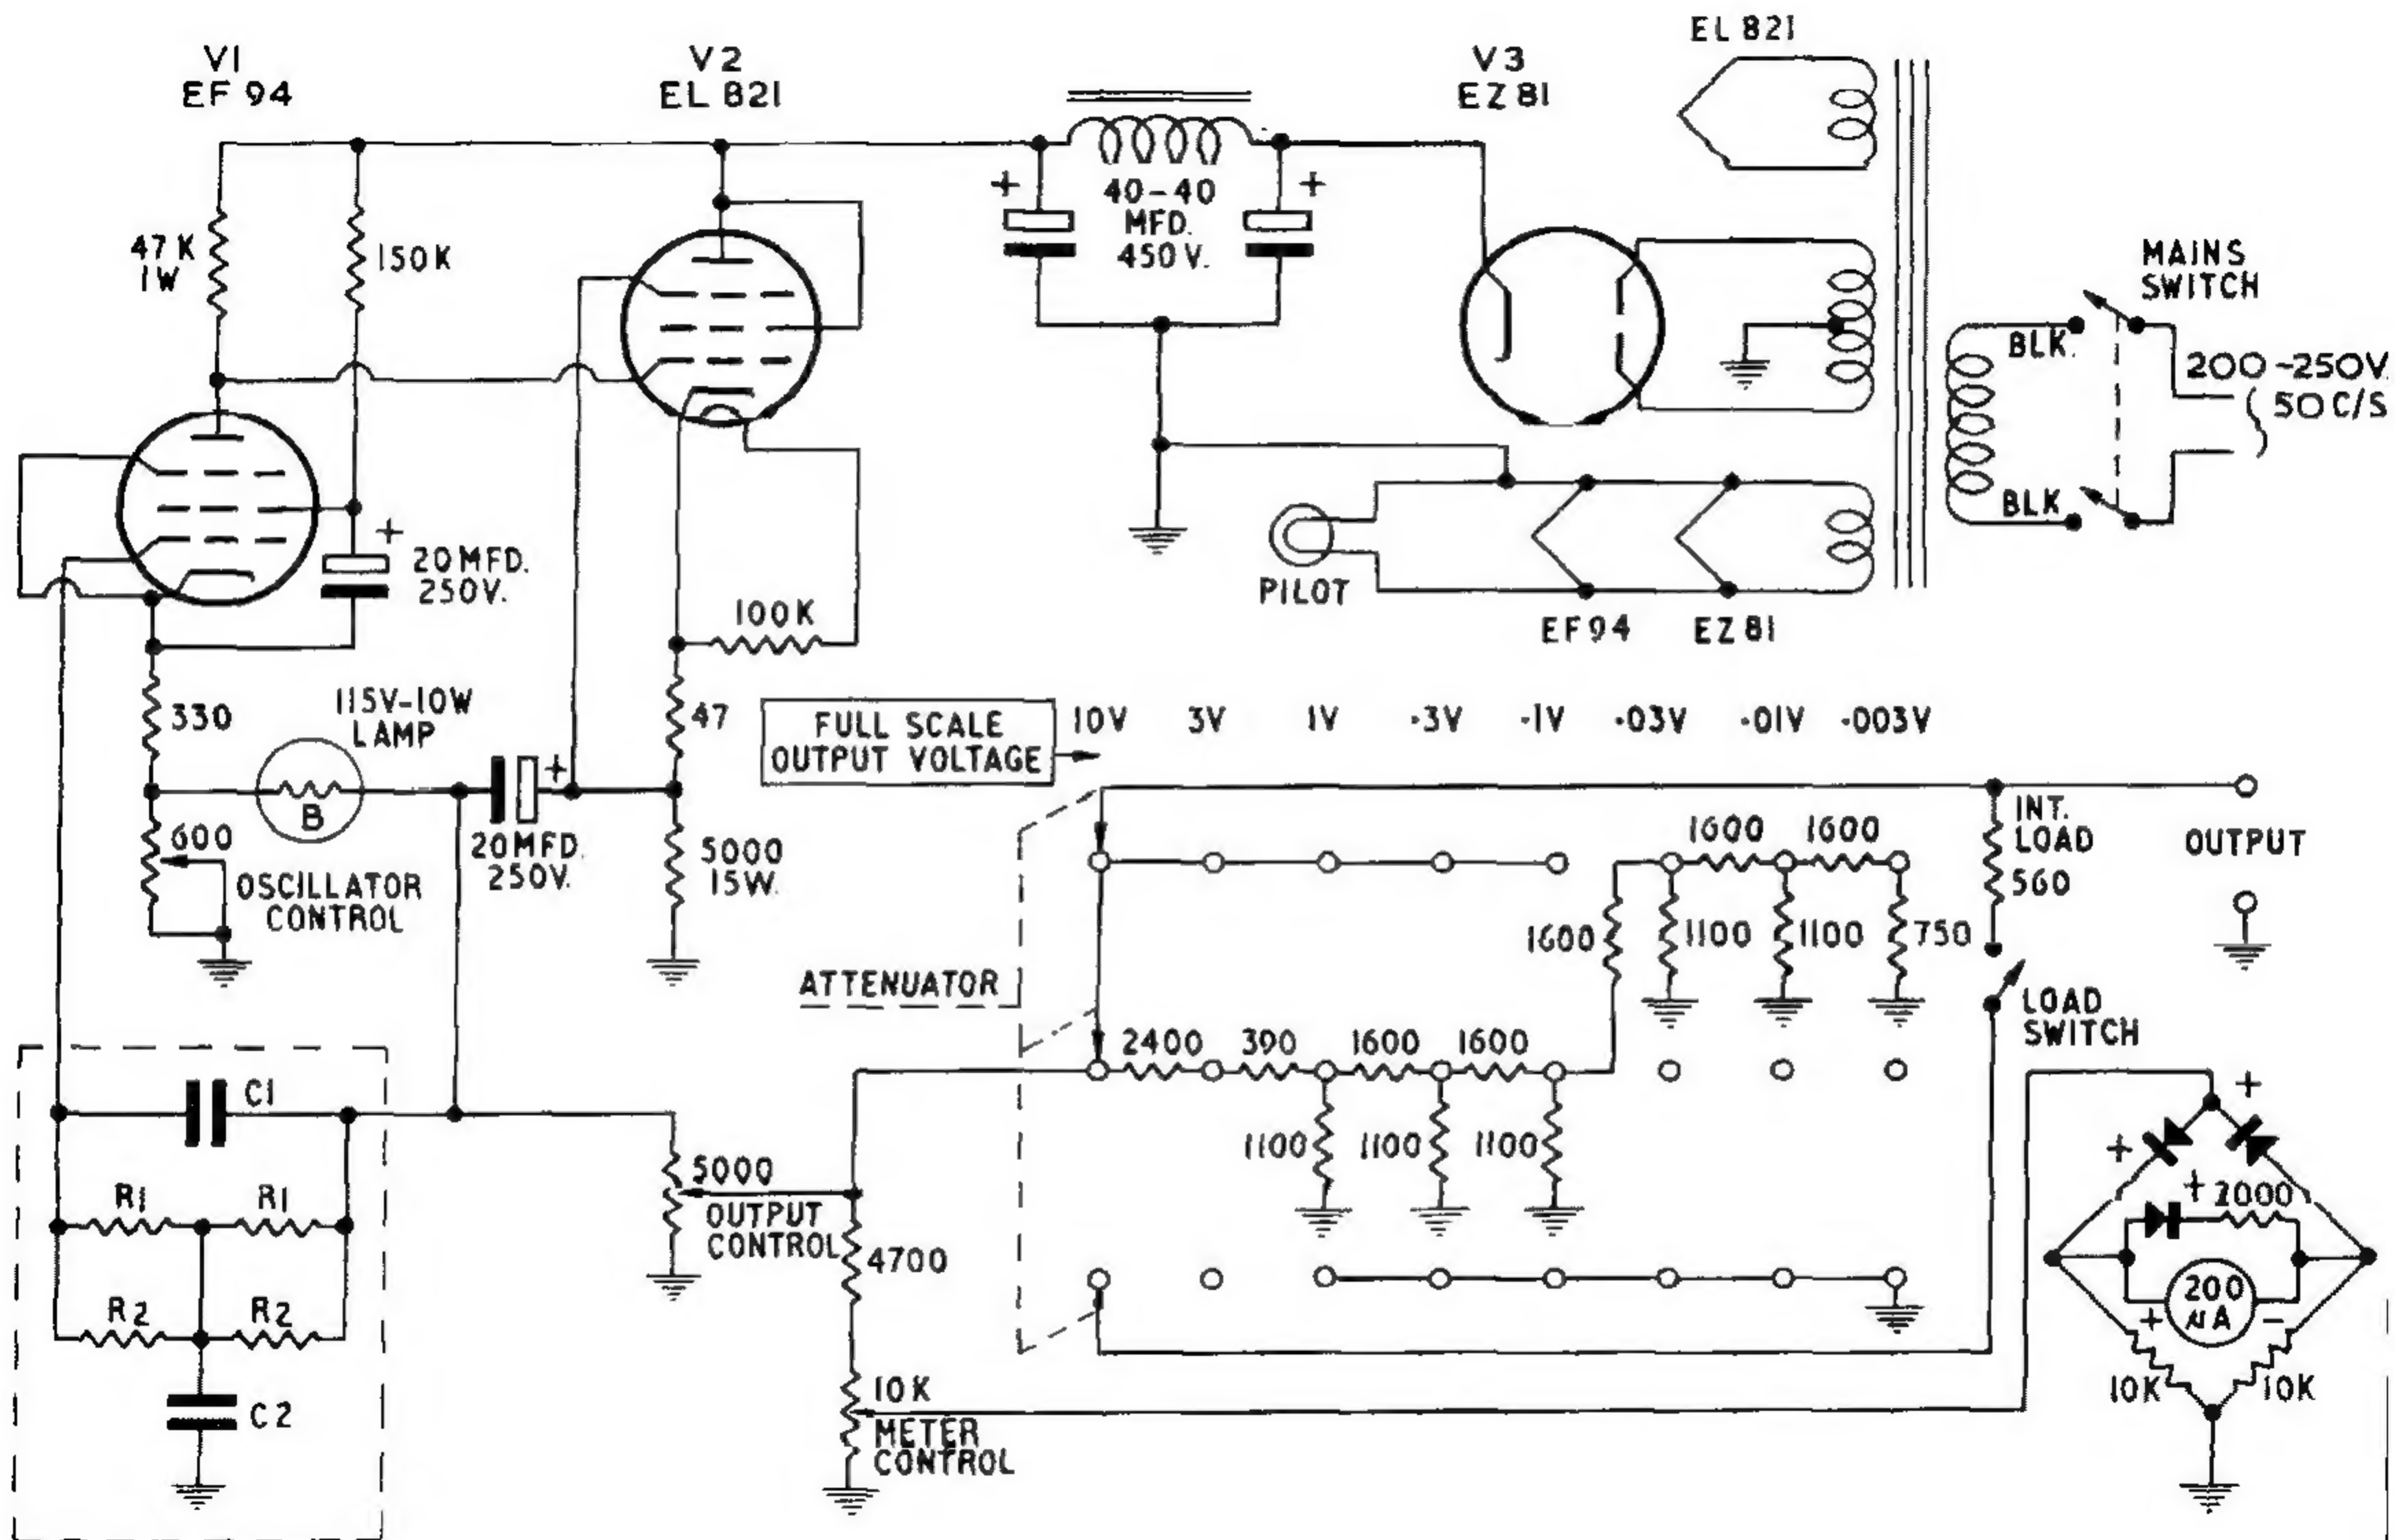 V1
EF 94
V2
EL 821
V3
EZ 81
EL 821
47 K
1W
150K
40-40
MFD.
450 V.
MAINS
SWITCH
BLK.
BLK
200-250V.
50 C/S
20 MFD.
250V.
100K
PILOT
EF94
EZ 81
330
115V-10W
LAMP
B
47
600
OSCILLATOR
CONTROL
20 MFD.
250V.
5000
15W.
FULL SCALE
OUTPUT VOLTAGE
10V
3V
1V
·3V
·1V
·03V
·01V
·003V
INT.
LOAD
560
OUTPUT
1600
1600
1600
1100
1100
750
ATTENUATOR
LOAD
SWITCH
2400
390
1600
1600
1100
1100
1100
C1
R1
R1
R2
R2
C2
5000
OUTPUT
CONTROL
4700
10K
METER
CONTROL
2000
200
μA
10K
10K